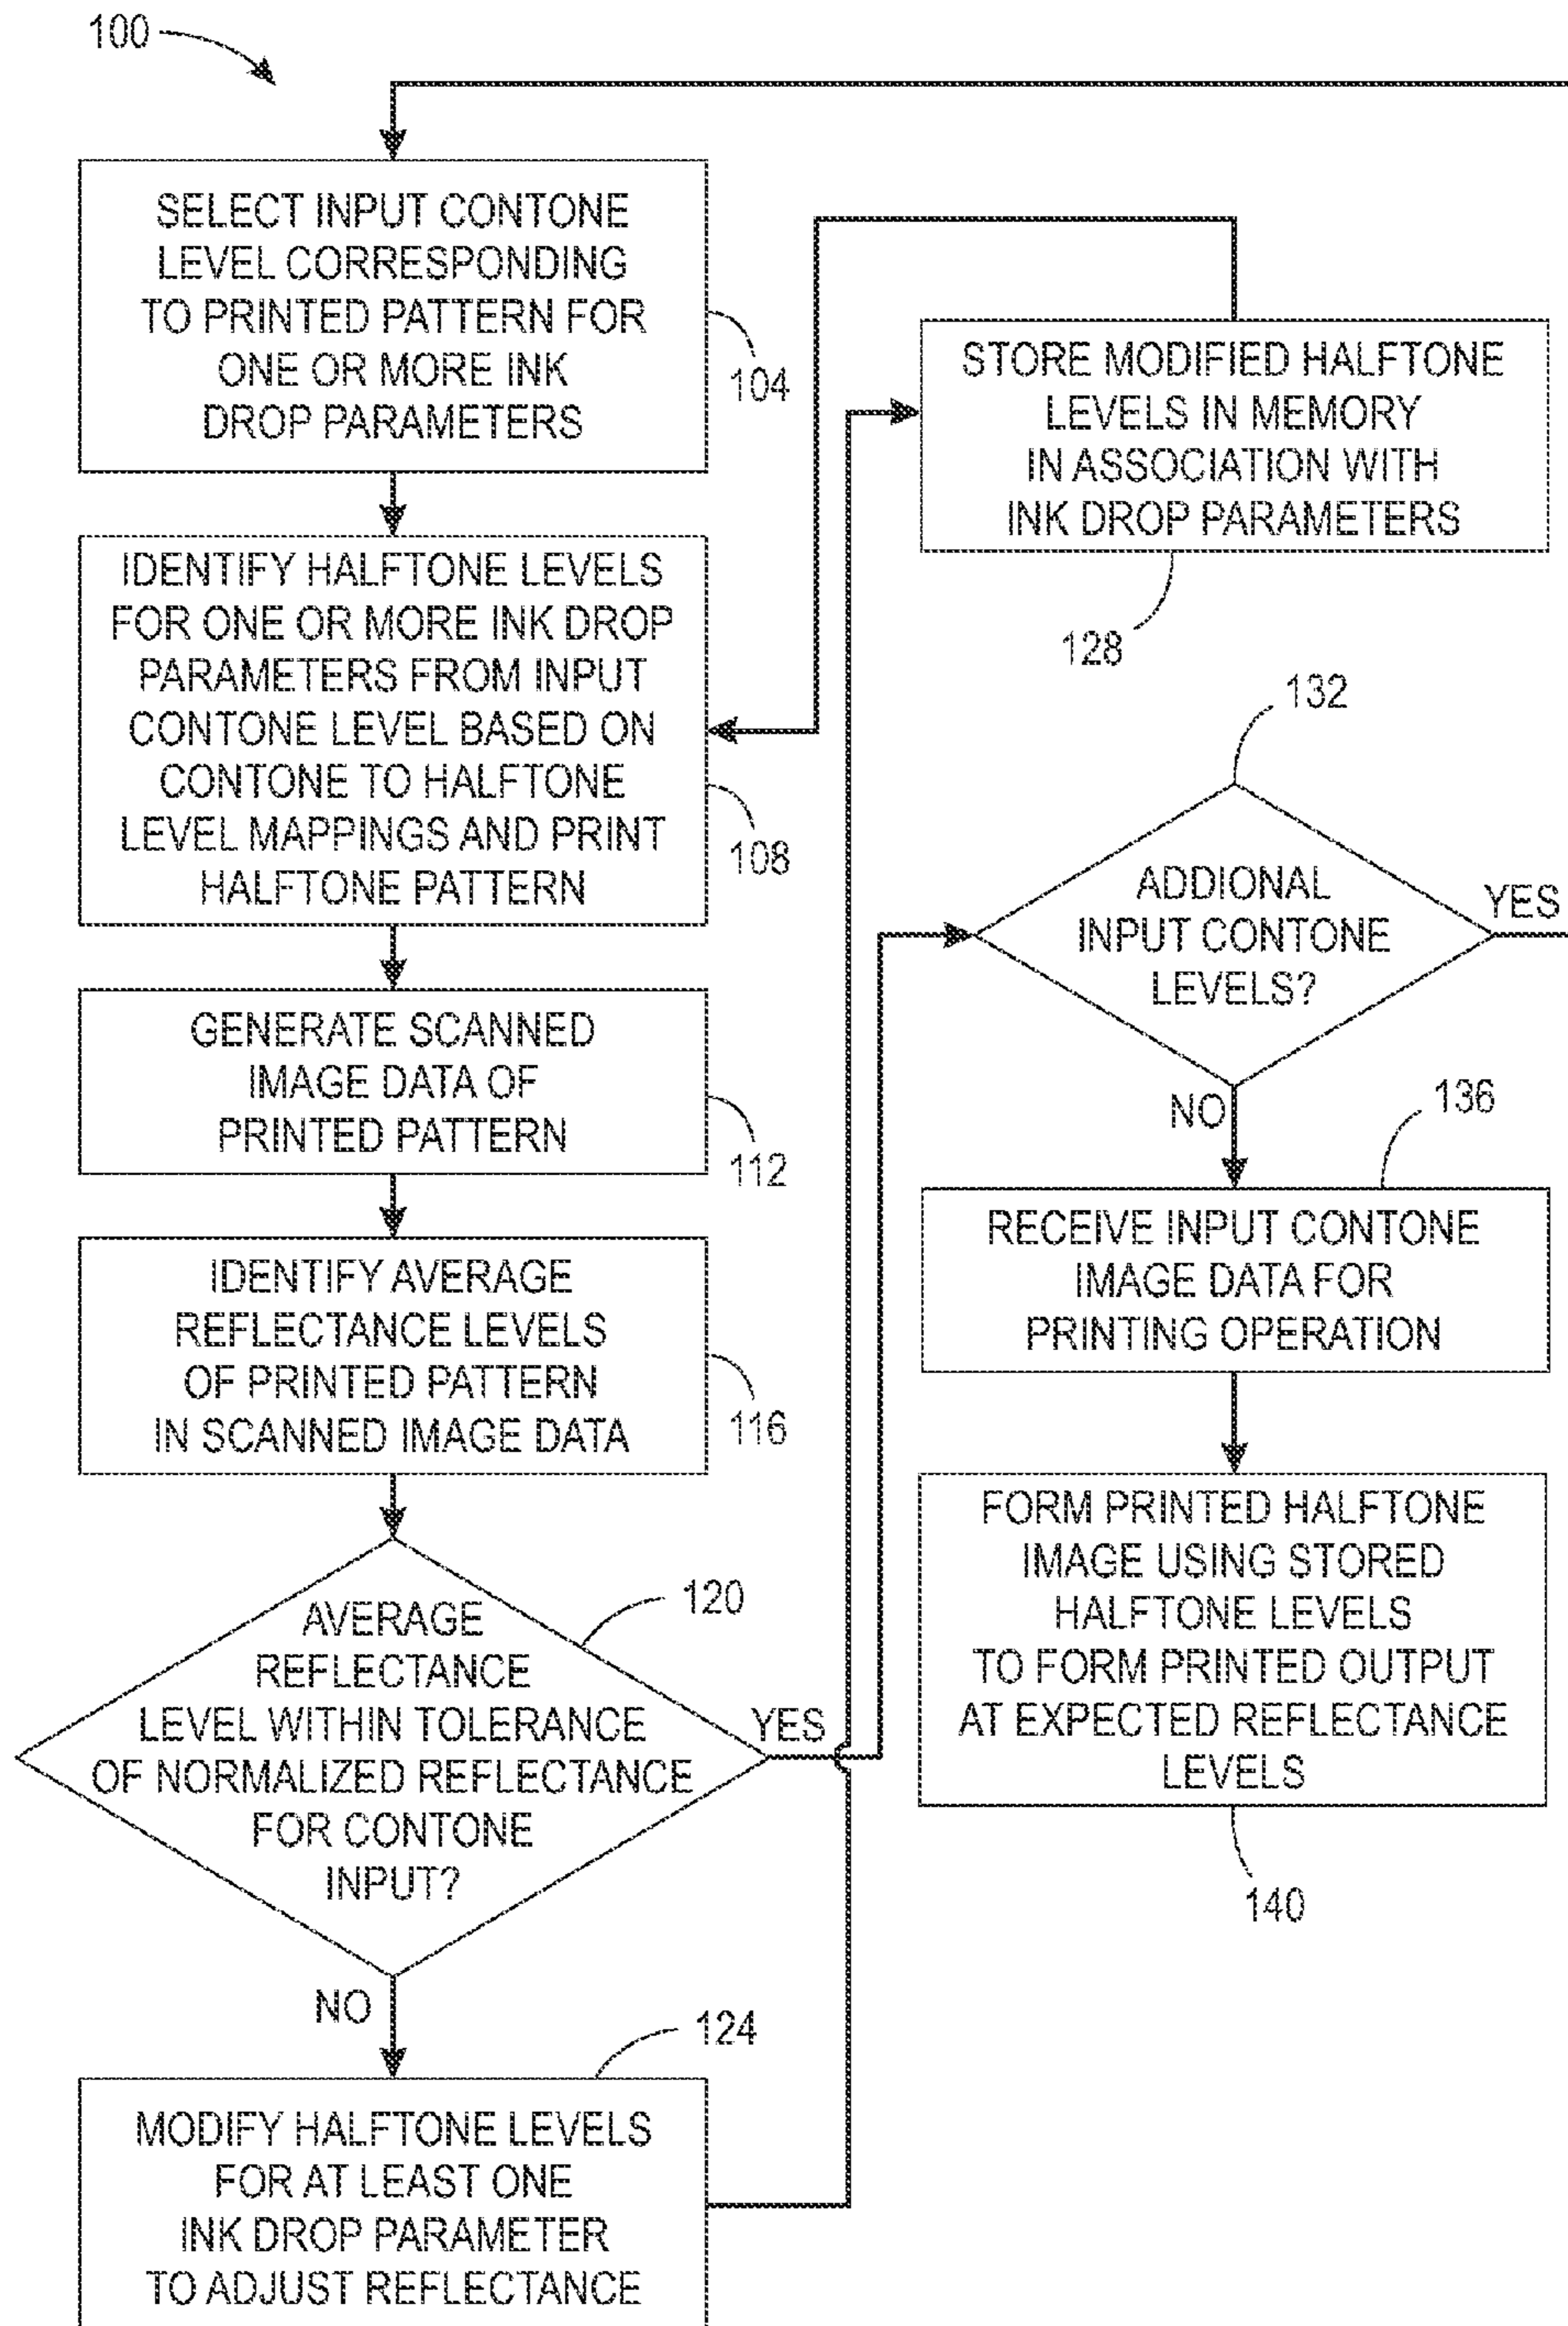 100
SELECT INPUT CONTONE
LEVEL CORRESPONDING
TO PRINTED PATTERN FOR
ONE OR MORE INK
DROP PARAMETERS
104
IDENTIFY HALFTONE LEVELS
FOR ONE OR MORE INK DROP
PARAMETERS FROM INPUT
CONTONE LEVEL BASED ON
CONTONE TO HALFTONE
LEVEL MAPPINGS AND PRINT
HALFTONE PATTERN
108
GENERATE SCANNED
IMAGE DATA OF
PRINTED PATTERN
112
IDENTIFY AVERAGE
REFLECTANCE LEVELS
OF PRINTED PATTERN
IN SCANNED IMAGE DATA
116
AVERAGE
REFLECTANCE
LEVEL WITHIN TOLERANCE
OF NORMALIZED REFLECTANCE
FOR CONTONE
INPUT?
120
YES
NO
124
MODIFY HALFTONE LEVELS
FOR AT LEAST ONE
INK DROP PARAMETER
TO ADJUST REFLECTANCE
STORE MODIFIED HALFTONE
LEVELS IN MEMORY
IN ASSOCIATION WITH
INK DROP PARAMETERS
128
132
ADDIONAL
INPUT CONTONE
LEVELS?
YES
NO
136
RECEIVE INPUT CONTONE
IMAGE DATA FOR
PRINTING OPERATION
FORM PRINTED HALFTONE
IMAGE USING STORED
HALFTONE LEVELS
TO FORM PRINTED OUTPUT
AT EXPECTED REFLECTANCE
LEVELS
140